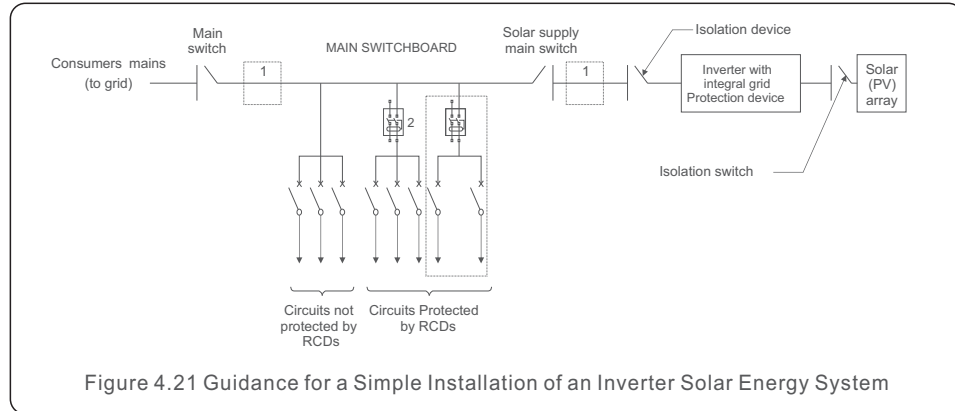 Main
switch
Consumers mains
(to grid)
1
MAIN SWITCHBOARD
Solar supply
main switch
1
Isolation device
Inverter with
integral grid
Protection device
Solar
(PV)
array
2
Isolation switch
Circuits not
protected by
RCDs
Circuits Protected
by RCDs
Figure 4.21 Guidance for a Simple Installation of an Inverter Solar Energy System